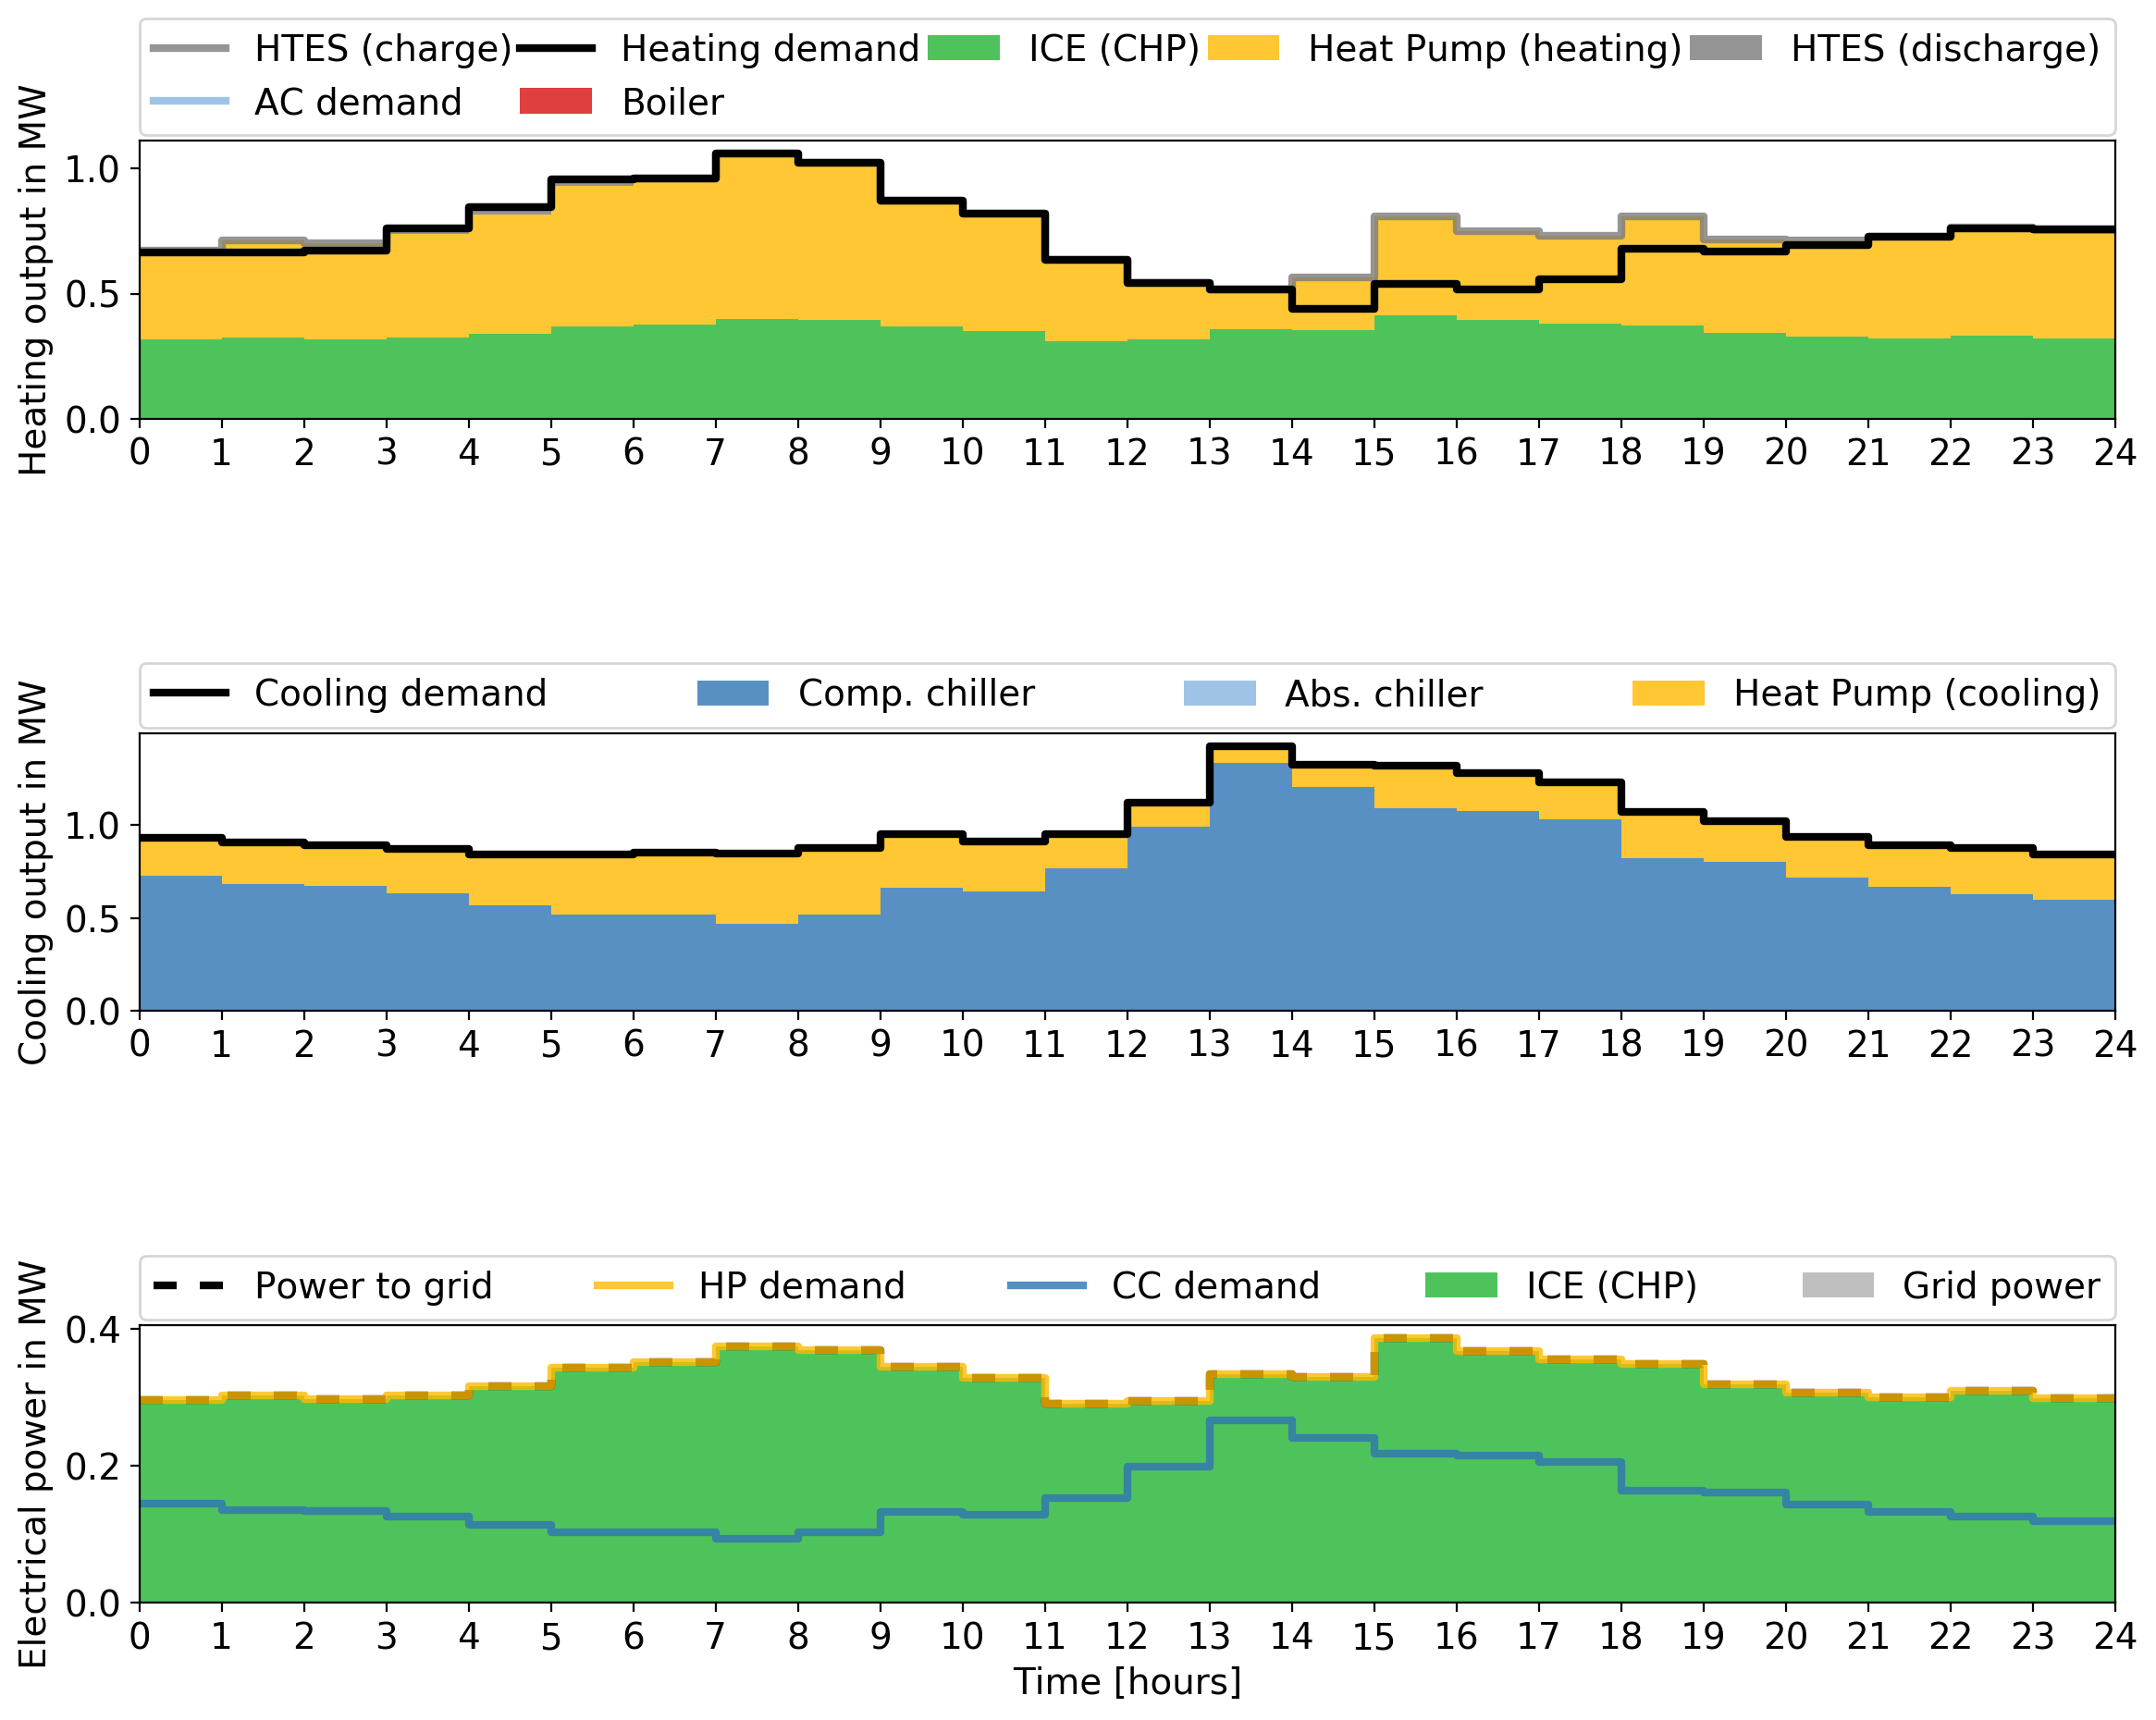 HTES (charge) Heating demand ICE (CHP) Heat Pump (heating) HTES (discharge)
AC demand Boiler
Heating output in MW
1.0
0.5
0.0
0 1 2 3 4 5 6 7 8 9 10 11 12 13 14 15 16 17 18 19 20 21 22 23 24
Cooling demand Comp. chiller Abs. chiller Heat Pump (cooling)
Cooling output in MW
1.0
0.5
0.0
0 1 2 3 4 5 6 7 8 9 10 11 12 13 14 15 16 17 18 19 20 21 22 23 24
Power to grid HP demand CC demand ICE (CHP) Grid power
Electrical power in MW
0.4
0.2
0.0
0 1 2 3 4 5 6 7 8 9 10 11 12 13 14 15 16 17 18 19 20 21 22 23 24
Time [hours]